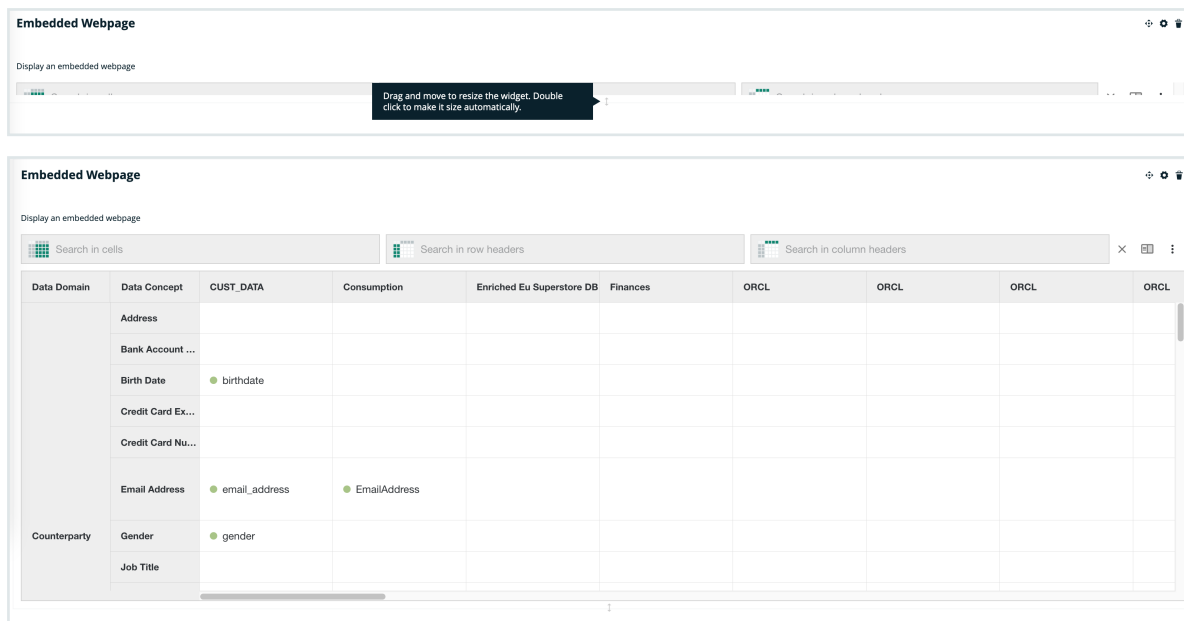 Embedded Webpage
Display an embedded webpage
Drag and move to resize the widget. Double
click to make it size automatically.
Embedded Webpage
Display an embedded webpage
Search in cells Search in row headers Search in column headers
Data Domain Data Concept CUST_DATA Consumption Enriched Eu Superstore DB Finances ORCL ORCL ORCL ORCL
Address
Bank Account ...
Birth Date birthdate
Credit Card Ex...
Credit Card Nu...
Email Address email_address EmailAddress
Counterparty Gender gender
Job Title